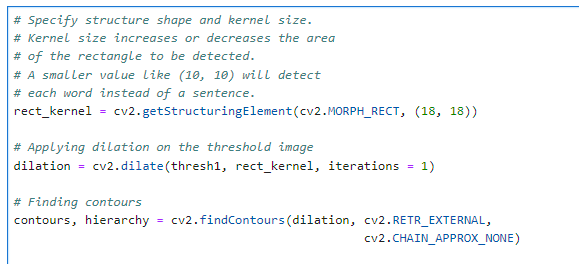 # Specify structure shape and kernel size.
# Kernel size increases or decreases the area
# of the rectangle to be detected.
# A smaller value like (10, 10) will detect
# each word instead of a sentence.
rect_kernel = cv2.getStructuringElement(cv2.MORPH_RECT, (18, 18))

# Applying dilation on the threshold image
dilation = cv2.dilate(thresh1, rect_kernel, iterations = 1)

# Finding contours
contours, hierarchy = cv2.findContours(dilation, cv2.RETR_EXTERNAL,
                                                 cv2.CHAIN_APPROX_NONE)